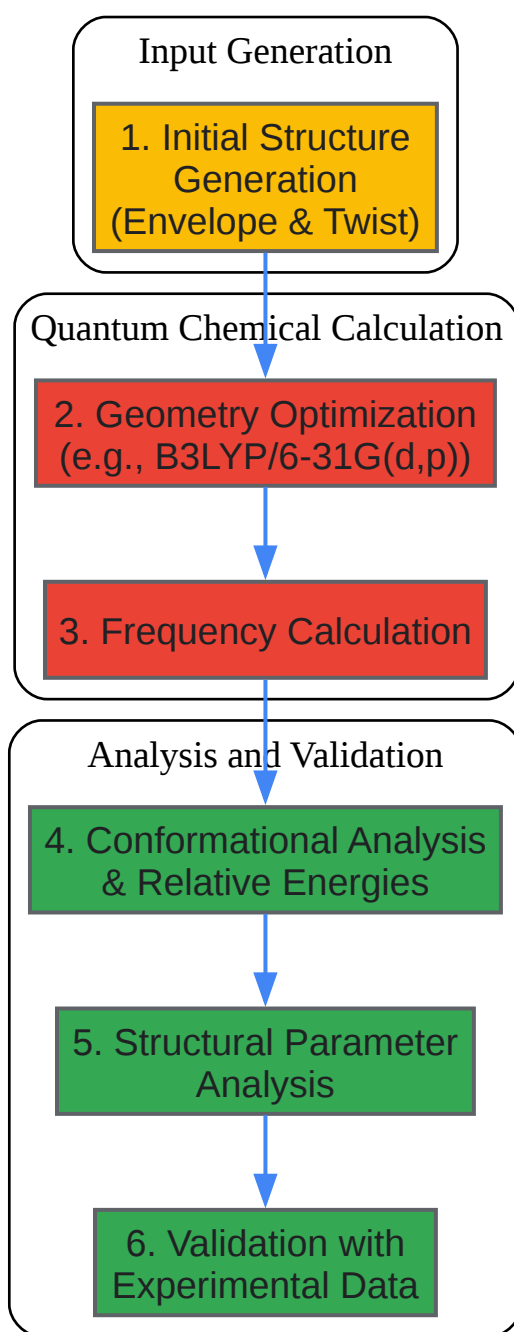 Input Generation
1. Initial Structure
Generation
(Envelope & Twist)
Quantum Chemical Calculation
2. Geometry Optimization
(e.g., B3LYP/6-31G(d,p))
3. Frequency Calculation
Analysis and Validation
4. Conformational Analysis
& Relative Energies
5. Structural Parameter
Analysis
6. Validation with
Experimental Data